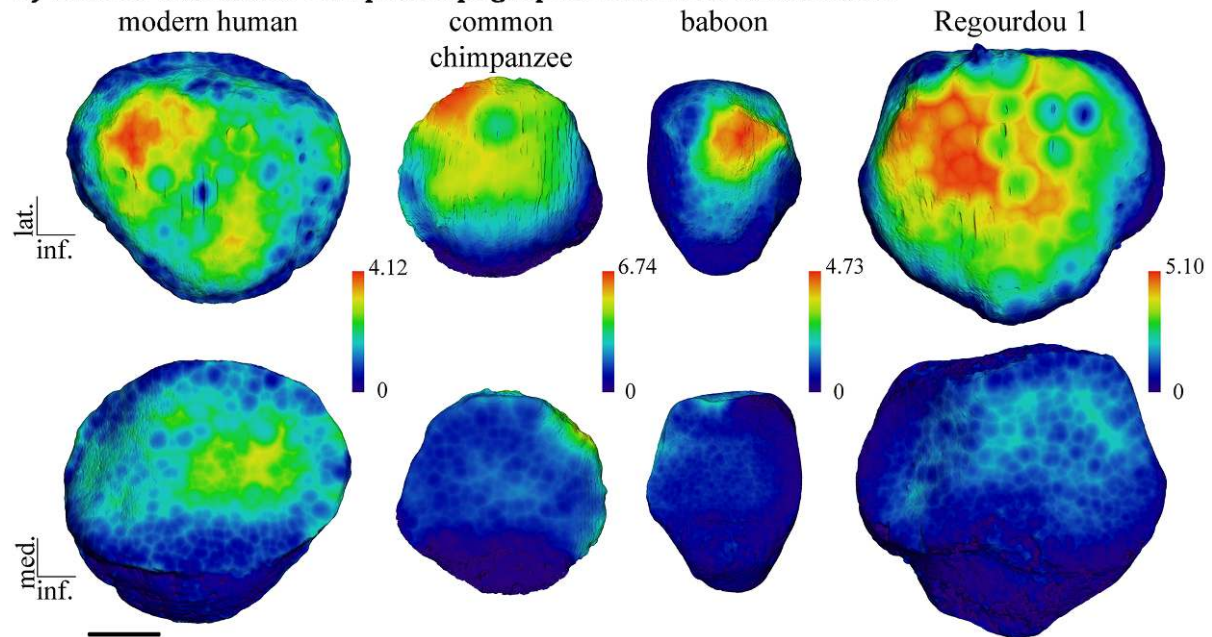 modern human
common
chimpanzee
baboon
Regourdou 1
lat.
inf.
4.12
6.74
4.73
5.10
0
0
0
0
med.
inf.